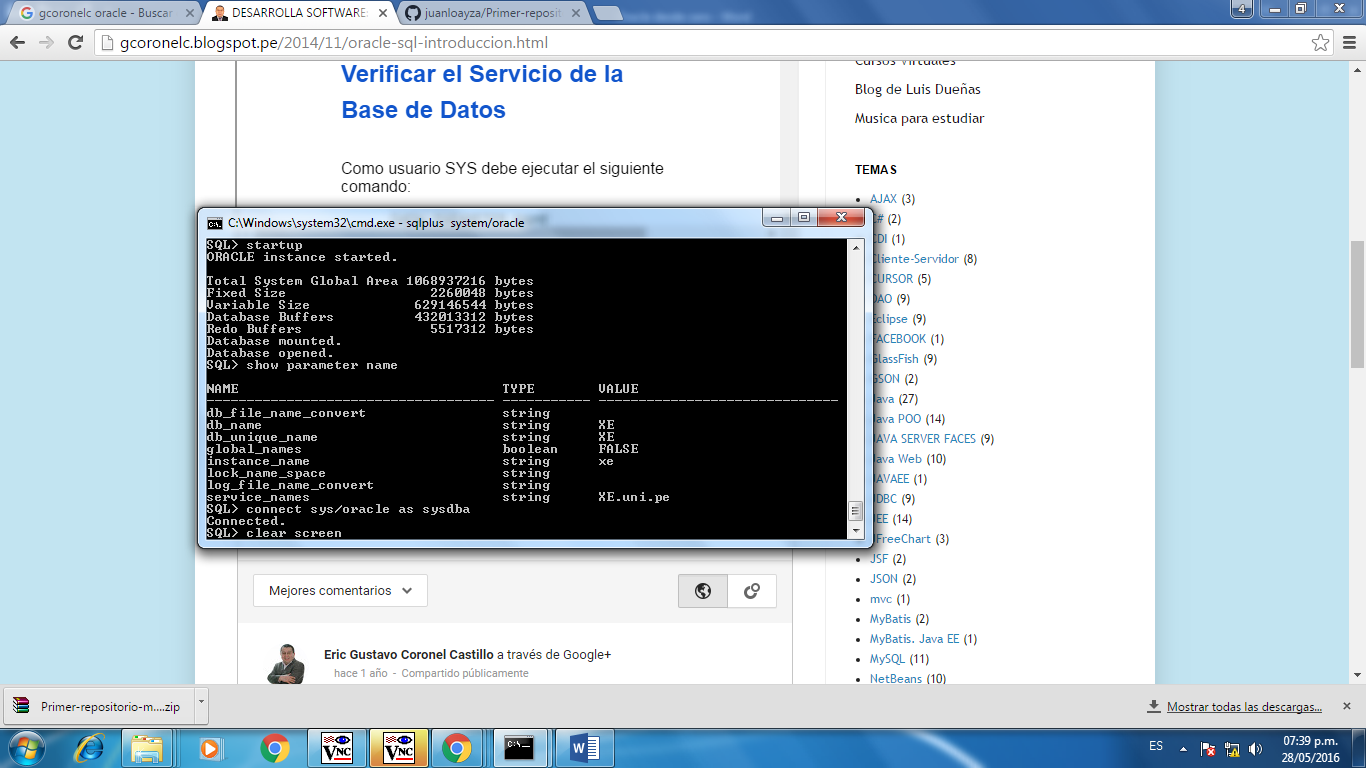 gcoronelc oracle - Buscar
DESARROLLA SOFTWARE:
juanloayza/Primer-reposit
4
gcoronelc.blogspot.pe/2014/11/oracle-sql-introduccion.html
Verificar el Servicio de la
Base de Datos
Como usuario SYS debe ejecutar el siguiente
comando:
C:\Windows\system32\cmd.exe - sqlplus system/oracle
SQL> startup
ORACLE instance started.
Total System Global Area 1068937216 bytes
Fixed Size 2260048 bytes
Variable Size 629146544 bytes
Database Buffers 432013312 bytes
Redo Buffers 5517312 bytes
Database mounted.
Database opened.
SQL> show parameter name
NAME TYPE VALUE
------------------------------------ ----------- ------------------------------
db_file_name_convert string
db_name string XE
db_unique_name string XE
global_names boolean FALSE
instance_name string xe
lock_name_space string
log_file_name_convert string
service_names string XE.uni.pe
SQL> connect sys/oracle as sysdba
Connected.
SQL> clear screen
Mejores comentarios
Eric Gustavo Coronel Castillo a través de Google+
hace 1 año - Compartido públicamente
Cursos Virtuales
Blog de Luis Dueñas
Musica para estudiar
TEMAS
AJAX (3)
C# (2)
CDI (1)
Cliente-Servidor (8)
CURSOR (5)
DAO (9)
Eclipse (9)
FACEBOOK (1)
GlassFish (9)
GSON (2)
Java (27)
Java POO (14)
JAVA SERVER FACES (9)
Java Web (10)
JAVAEE (1)
JDBC (9)
JEE (14)
JFreeChart (3)
JSF (2)
JSON (2)
mvc (1)
MyBatis (2)
MyBatis. Java EE (1)
MySQL (11)
NetBeans (10)
Primer-repositorio-m....zip
Mostrar todas las descargas...
ES
07:39 p.m.
28/05/2016